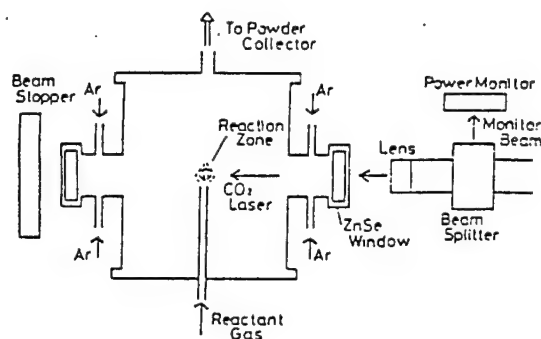 To Powder
Collector
Beam
Stopper
Ar
Ar
Power Monitor
Reaction
Zone
Monitor
Beam
Lens
CO₂
Laser
ZnSe
Window
Beam
Splitter
Ar
Ar
Reactant
Gas